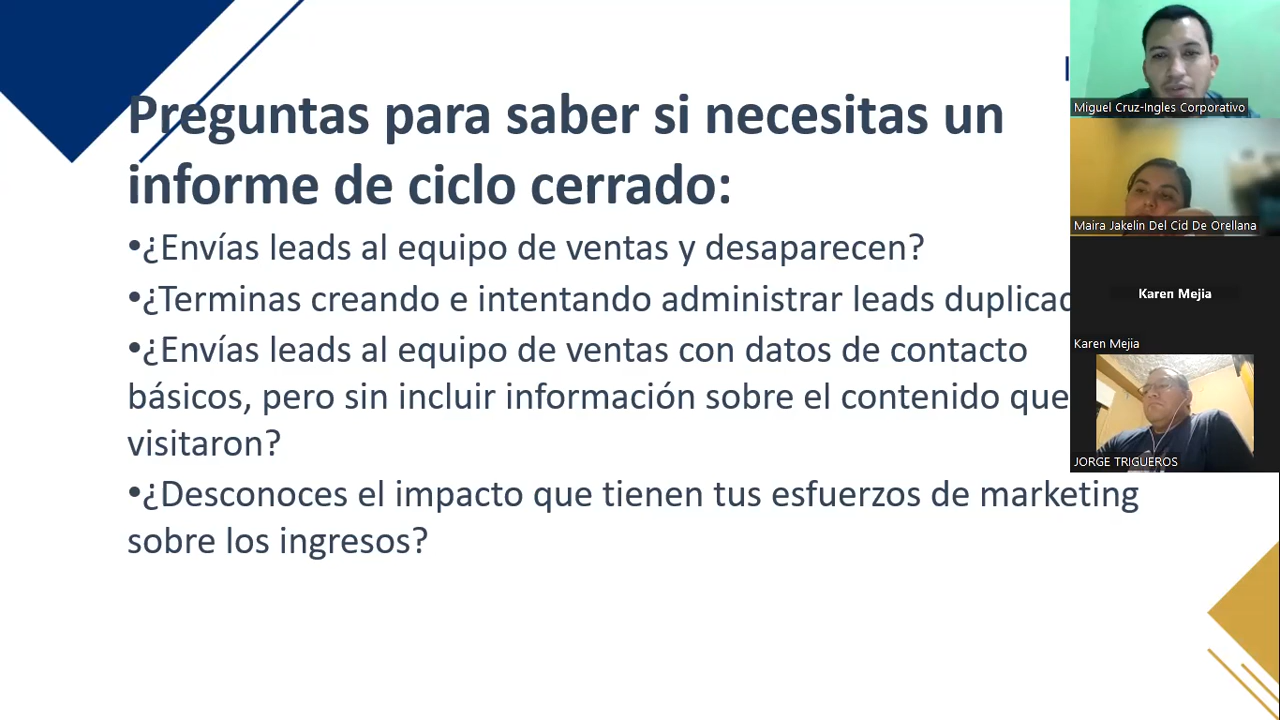 Preguntas para saber si necesitas un
informe de ciclo cerrado:
•¿Envías leads al equipo de ventas y desaparecen?
•¿Terminas creando e intentando administrar leads duplicad
•¿Envías leads al equipo de ventas con datos de contacto
básicos, pero sin incluir información sobre el contenido que
visitaron?
•¿Desconoces el impacto que tienen tus esfuerzos de marketing
sobre los ingresos?
Miguel Cruz-Ingles Corporativo
Maira Jakelin Del Cid De Orellana
Karen Mejia
Karen Mejia
JORGE TRIGUEROS